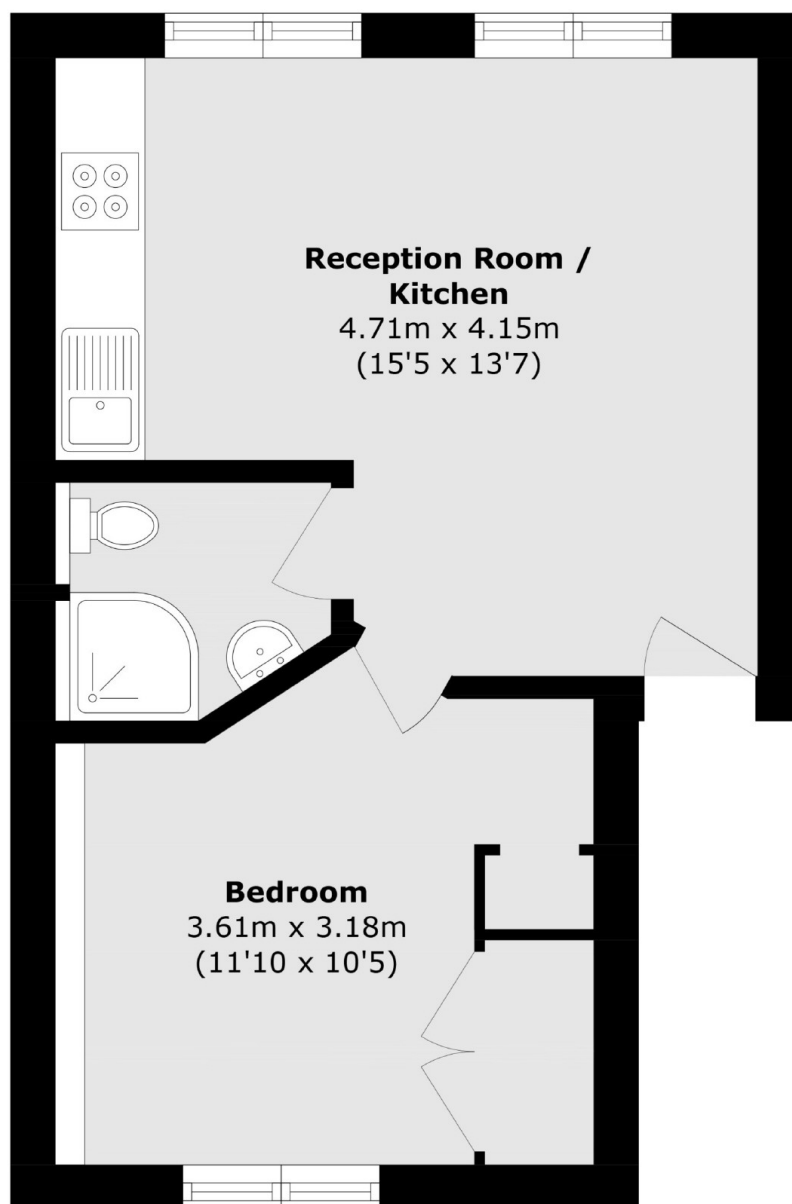 Reception Room /
Kitchen
4.71m x 4.15m
(15'5 x 13'7)
Bedroom
3.61m x 3.18m
(11'10 x 10'5)